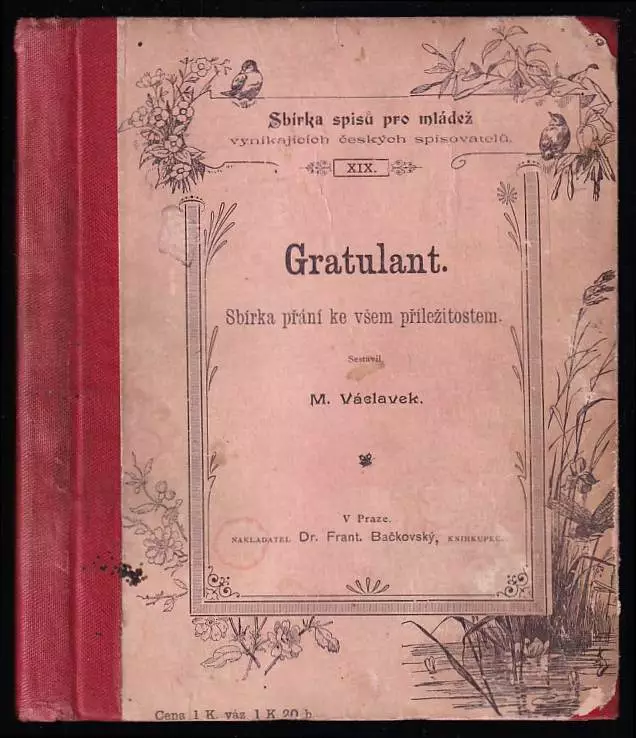 Sbírka spisů pro mládež
vynikajících českých spisovatelů.
XIX.
Gratulant.
Sbírka přání ke všem příležitostem.
Sestavil
M. Václavek.
V Praze.
NAKLADATEL Dr. Frant. Bačkovský, KNIHKUPEC.
Cena 1 K. váz 1 K 20 h.